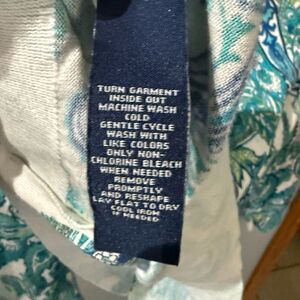 TURN GARMENT
INSIDE OUT
MACHINE WASH
COLD
GENTLE CYCLE
WASH WITH
LIKE COLORS
ONLY NON-
CHLORINE BLEACH
WHEN NEEDED
REMOVE
PROMPTLY
AND RESHAPE
LAY FLAT TO DRY
COOL IRON
IF NEEDED